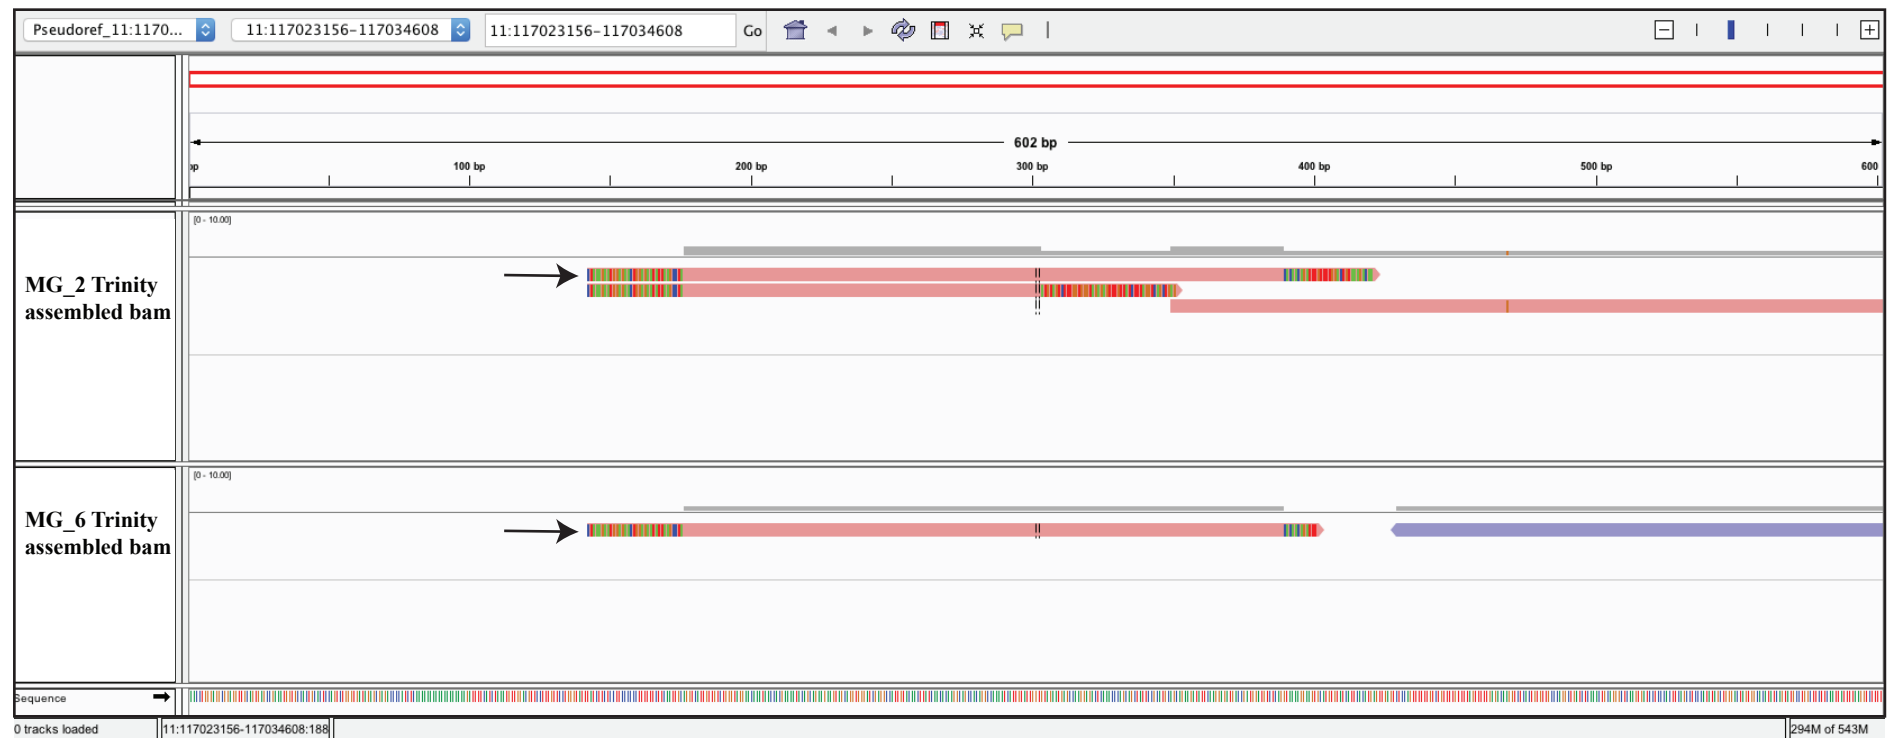 Pseudoref_11:1170... 11:117023156-117034608 11:117023156-117034608 Go
602 bp
bp 100 bp 200 bp 300 bp 400 bp 500 bp 600
[0 - 10.00]
MG_2 Trinity
assembled bam
[0 - 10.00]
MG_6 Trinity
assembled bam
Sequence
0 tracks loaded 11:117023156-117034608:188 294M of 543M